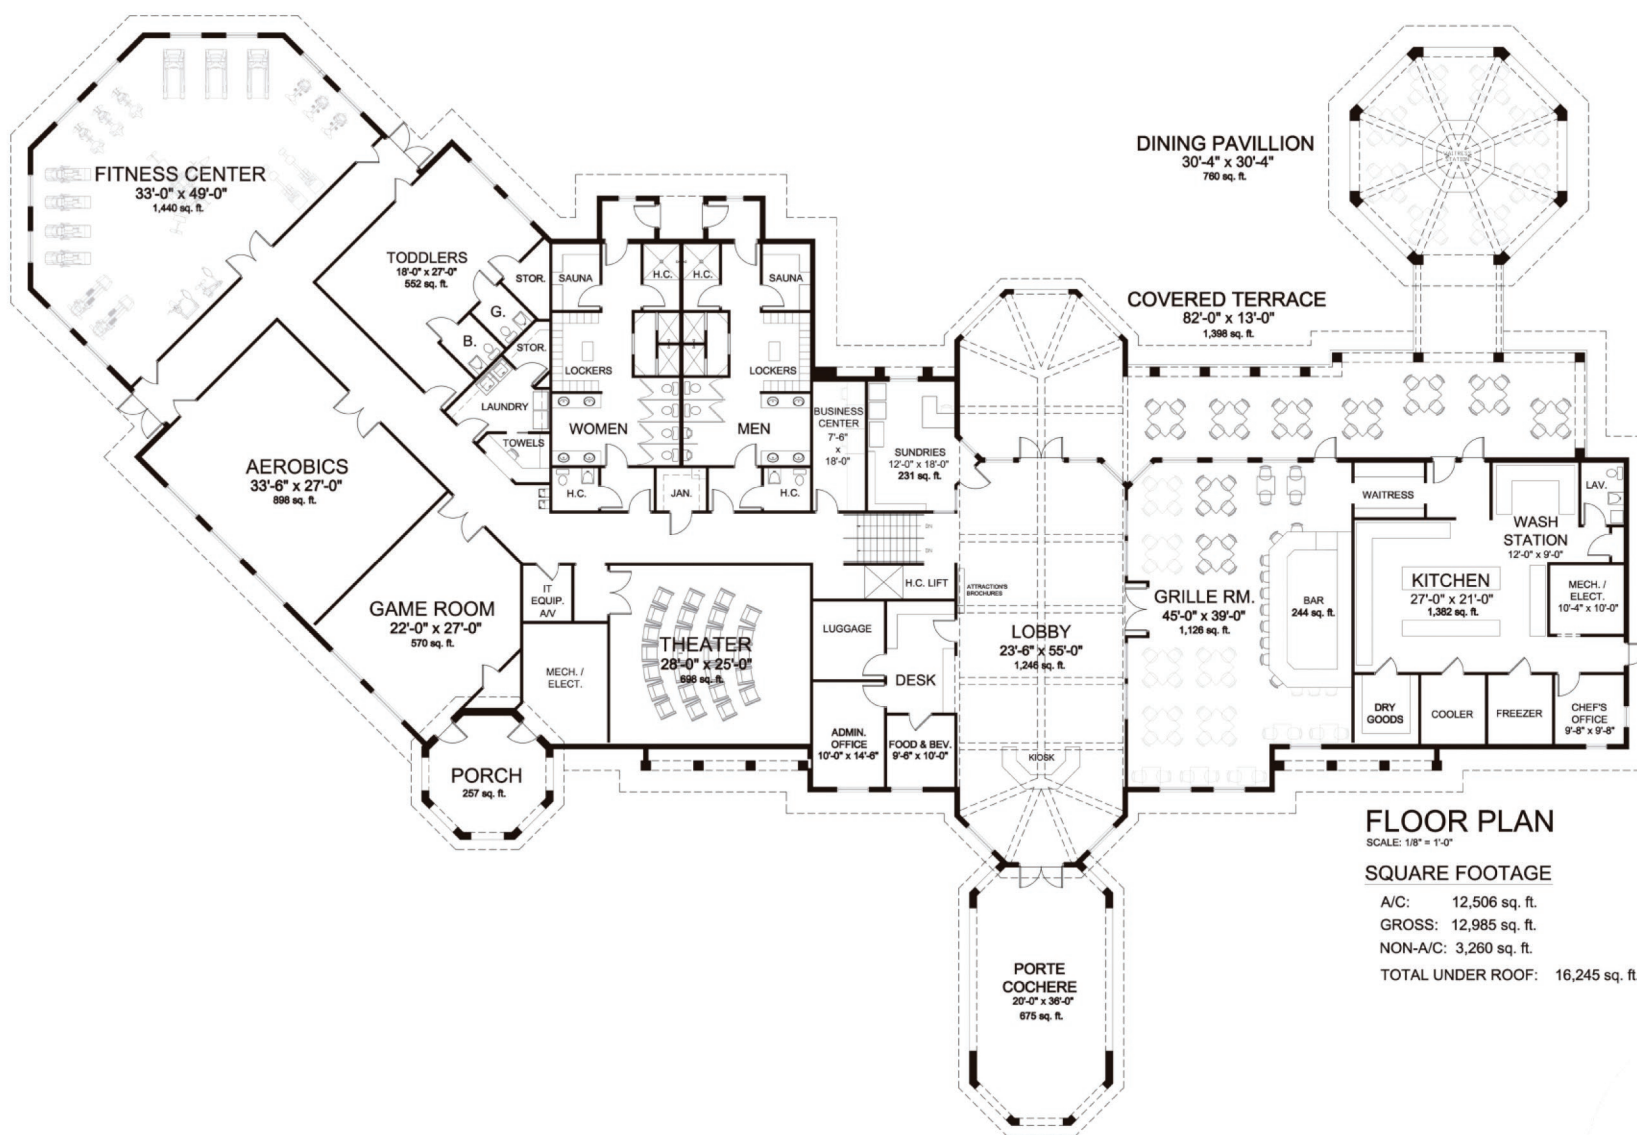 FITNESS CENTER
33'-0" x 49'-0"
1,440 sq. ft.
DINING PAVILLION
30'-4" x 30'-4"
760 sq. ft.
WAITRESS
STATION
TODDLERS
18'-0" x 27'-0"
552 sq. ft.
STOR.
G.
B.
STOR.
SAUNA
H.C.
H.C.
SAUNA
LOCKERS
LOCKERS
LAUNDRY
TOWELS
WOMEN
MEN
H.C.
JAN.
H.C.
BUSINESS
CENTER
7'-6"
x
18'-0"
SUNDRIES
12'-0" x 18'-0"
231 sq. ft.
COVERED TERRACE
82'-0" x 13'-0"
1,398 sq. ft.
AEROBICS
33'-6" x 27'-0"
898 sq. ft.
GAME ROOM
22'-0" x 27'-0"
570 sq. ft.
IT
EQUIP.
A/V
MECH. /
ELECT.
THEATER
28'-0" x 25'-0"
698 sq. ft.
DN
DN
H.C. LIFT
ATTRACTION'S
BROCHURES
LUGGAGE
DESK
ADMIN.
OFFICE
10'-0" x 14'-6"
FOOD & BEV.
9'-6" x 10'-0"
LOBBY
23'-6" x 55'-0"
1,246 sq. ft.
KIOSK
GRILLE RM.
45'-0" x 39'-0"
1,126 sq. ft.
BAR
244 sq. ft.
WAITRESS
LAV.
WASH
STATION
12'-0" x 9'-0"
KITCHEN
27'-0" x 21'-0"
1,382 sq. ft.
MECH. /
ELECT.
10'-4" x 10'-0"
DRY
GOODS
COOLER
FREEZER
CHEF'S
OFFICE
9'-8" x 9'-8"
PORCH
257 sq. ft.
PORTE
COCHERE
20'-0" x 36'-0"
675 sq. ft.
FLOOR PLAN
SCALE: 1/8" = 1'-0"
SQUARE FOOTAGE
A/C: 12,506 sq. ft.
GROSS: 12,985 sq. ft.
NON-A/C: 3,260 sq. ft.
TOTAL UNDER ROOF: 16,245 sq. ft